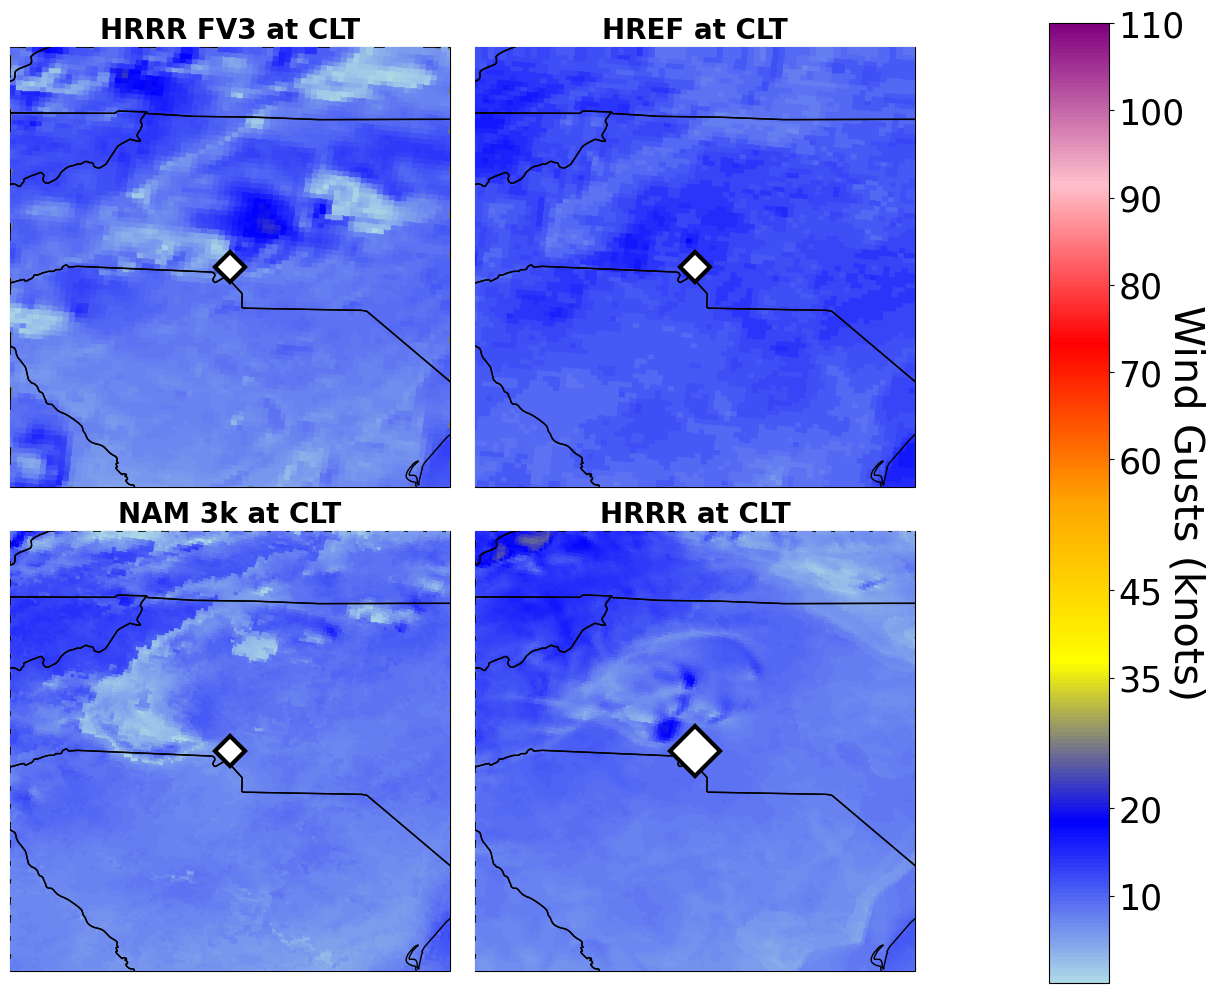 HRRR FV3 at CLT
HREF at CLT
NAM 3k at CLT
HRRR at CLT
110
100
90
80
70
60
45
35
20
10
Wind Gusts (knots)